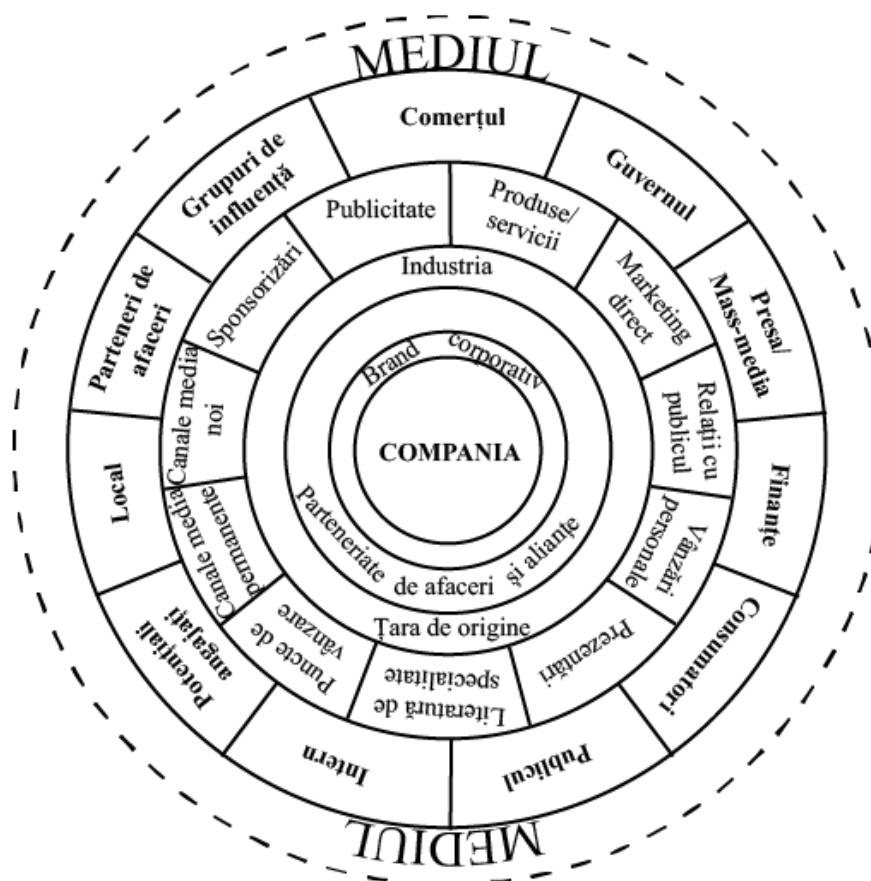 MEDIUL
Comerțul
Guvernul
Presa/
Mass-media
Finanțe
Consumatori
Publicul
Intern
Potențiali
angajați
Local
Parteneri de
afaceri
Grupuri de
influență
Publicitate
Produse/
servicii
Marketing
direct
Relații cu
publicul
Vânzări
personale
Prezentări
Literatură de
specialitate
Puncte de
vânzare
Canale media
permanente
Canale media
noi
Sponsorizări
Industria
Țara de origine
Parteneriate
de afaceri
și alianțe
Brand
corporativ
COMPANIA
MEDIUL